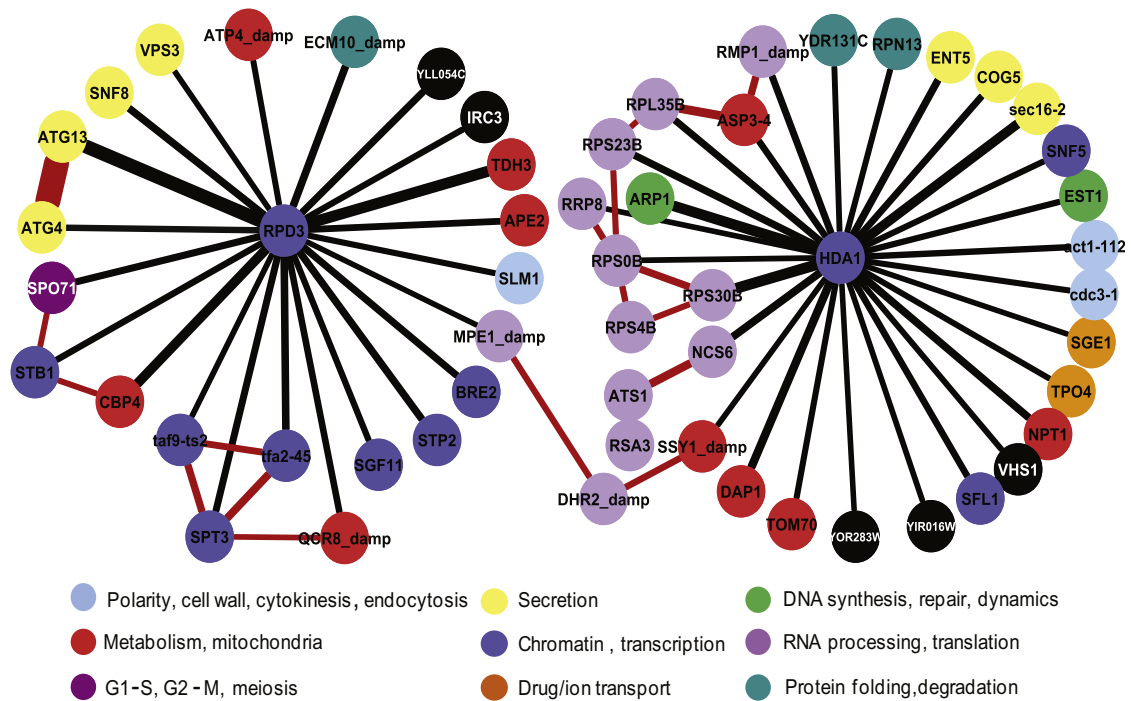 ATP4_damp
ECM10_damp
VPS3
YLL054C
SNF8
IRC3
ATG13
TDH3
ATG4
RPD3
APE2
SPO71
SLM1
MPE1_damp
STB1
CBP4
BRE2
taf9-ts2
tfa2-45
STP2
SGF11
SPT3
QCR8_damp
RMP1_damp
YDR131C
RPN13
ENT5
COG5
RPL35B
ASP3-4
sec16-2
RPS23B
SNF5
RRP8
ARP1
EST1
RPS0B
HDA1
act1-112
RPS30B
cdc3-1
RPS4B
SGE1
NCS6
ATS1
TPO4
RSA3
SSY1_damp
NPT1
VHS1
DHR2_damp
DAP1
SFL1
TOM70
YOR283W
YIR016W
Polarity, cell wall, cytokinesis, endocytosis
Secretion
DNA synthesis, repair, dynamics
Metabolism, mitochondria
Chromatin , transcription
RNA processing, translation
G1-S, G2 - M, meiosis
Drug/ion transport
Protein folding,degradation